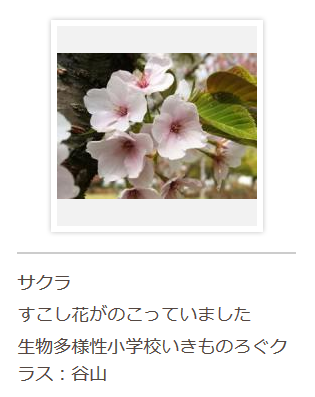 サクラ
すこし花がのこっていました
生物多様性小学校いきものろぐク
ラス：谷山